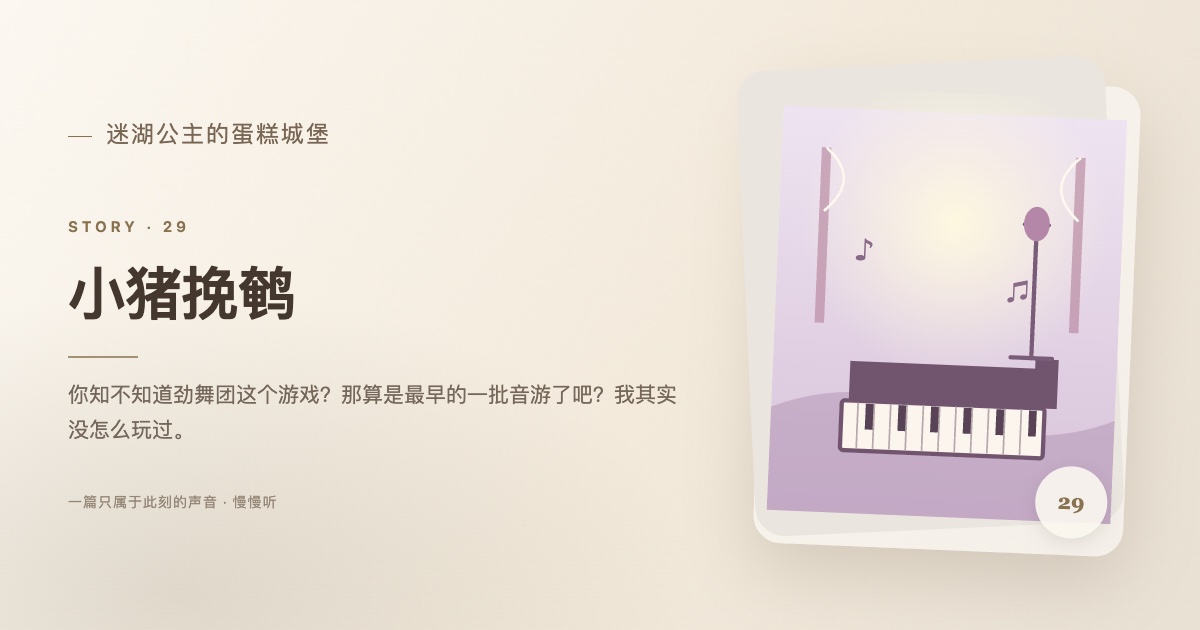 迷湖公主的蛋糕城堡
STORY · 29
小猪挽鹌
你知不知道劲舞团这个游戏？那算是最早的一批音游了吧？我其实
没怎么玩过。
一篇只属于此刻的声音 · 慢慢听
29